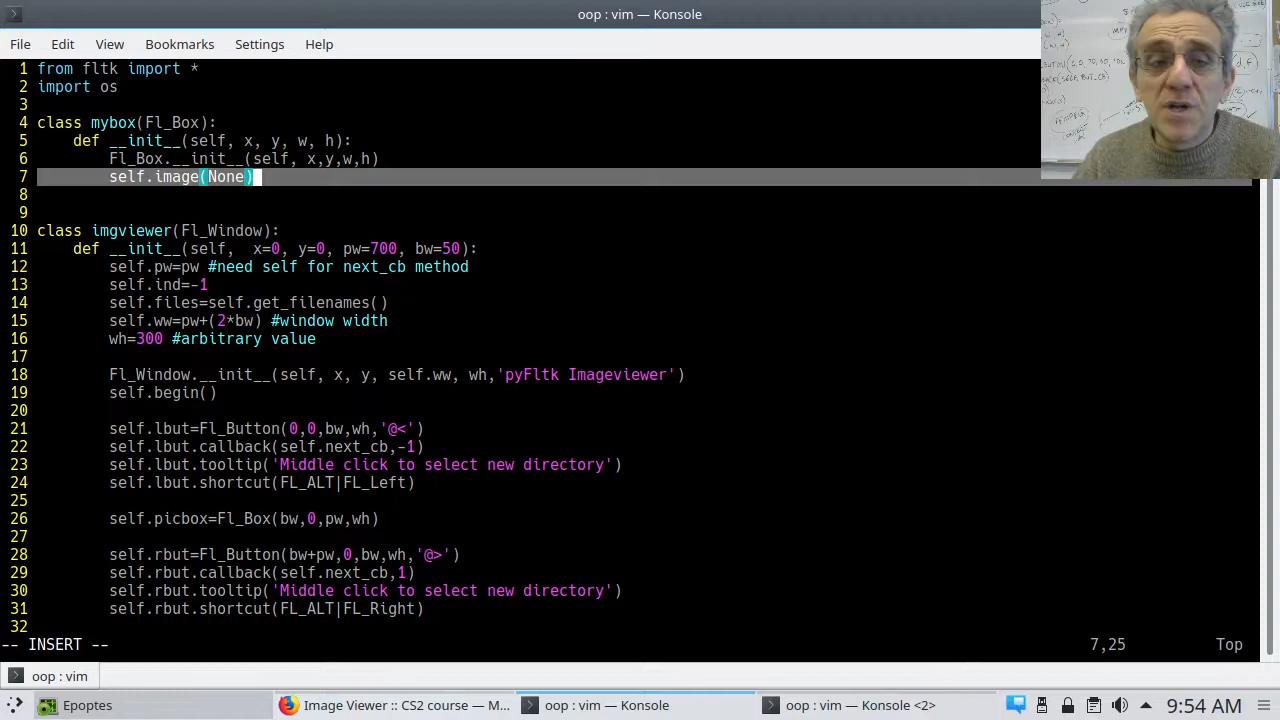 oop : vim — Konsole
File Edit View Bookmarks Settings Help
1 from fltk import *
2 import os
3
4 class mybox(Fl_Box):
5     def __init__(self, x, y, w, h):
6         Fl_Box.__init__(self, x,y,w,h)
7         self.image(None)
8
9
10 class imgviewer(Fl_Window):
11     def __init__(self,  x=0, y=0, pw=700, bw=50):
12         self.pw=pw #need self for next_cb method
13         self.ind=-1
14         self.files=self.get_filenames()
15         self.ww=pw+(2*bw) #window width
16         wh=300 #arbitrary value
17
18         Fl_Window.__init__(self, x, y, self.ww, wh,'pyFltk Imageviewer')
19         self.begin()
20
21         self.lbut=Fl_Button(0,0,bw,wh,'@<')
22         self.lbut.callback(self.next_cb,-1)
23         self.lbut.tooltip('Middle click to select new directory')
24         self.lbut.shortcut(FL_ALT|FL_Left)
25
26         self.picbox=Fl_Box(bw,0,pw,wh)
27
28         self.rbut=Fl_Button(bw+pw,0,bw,wh,'@>')
29         self.rbut.callback(self.next_cb,1)
30         self.rbut.tooltip('Middle click to select new directory')
31         self.rbut.shortcut(FL_ALT|FL_Right)
32
-- INSERT -- 7,25 Top
oop : vim
Epoptes Image Viewer :: CS2 course — M... oop : vim — Konsole oop : vim — Konsole <2> 9:54 AM